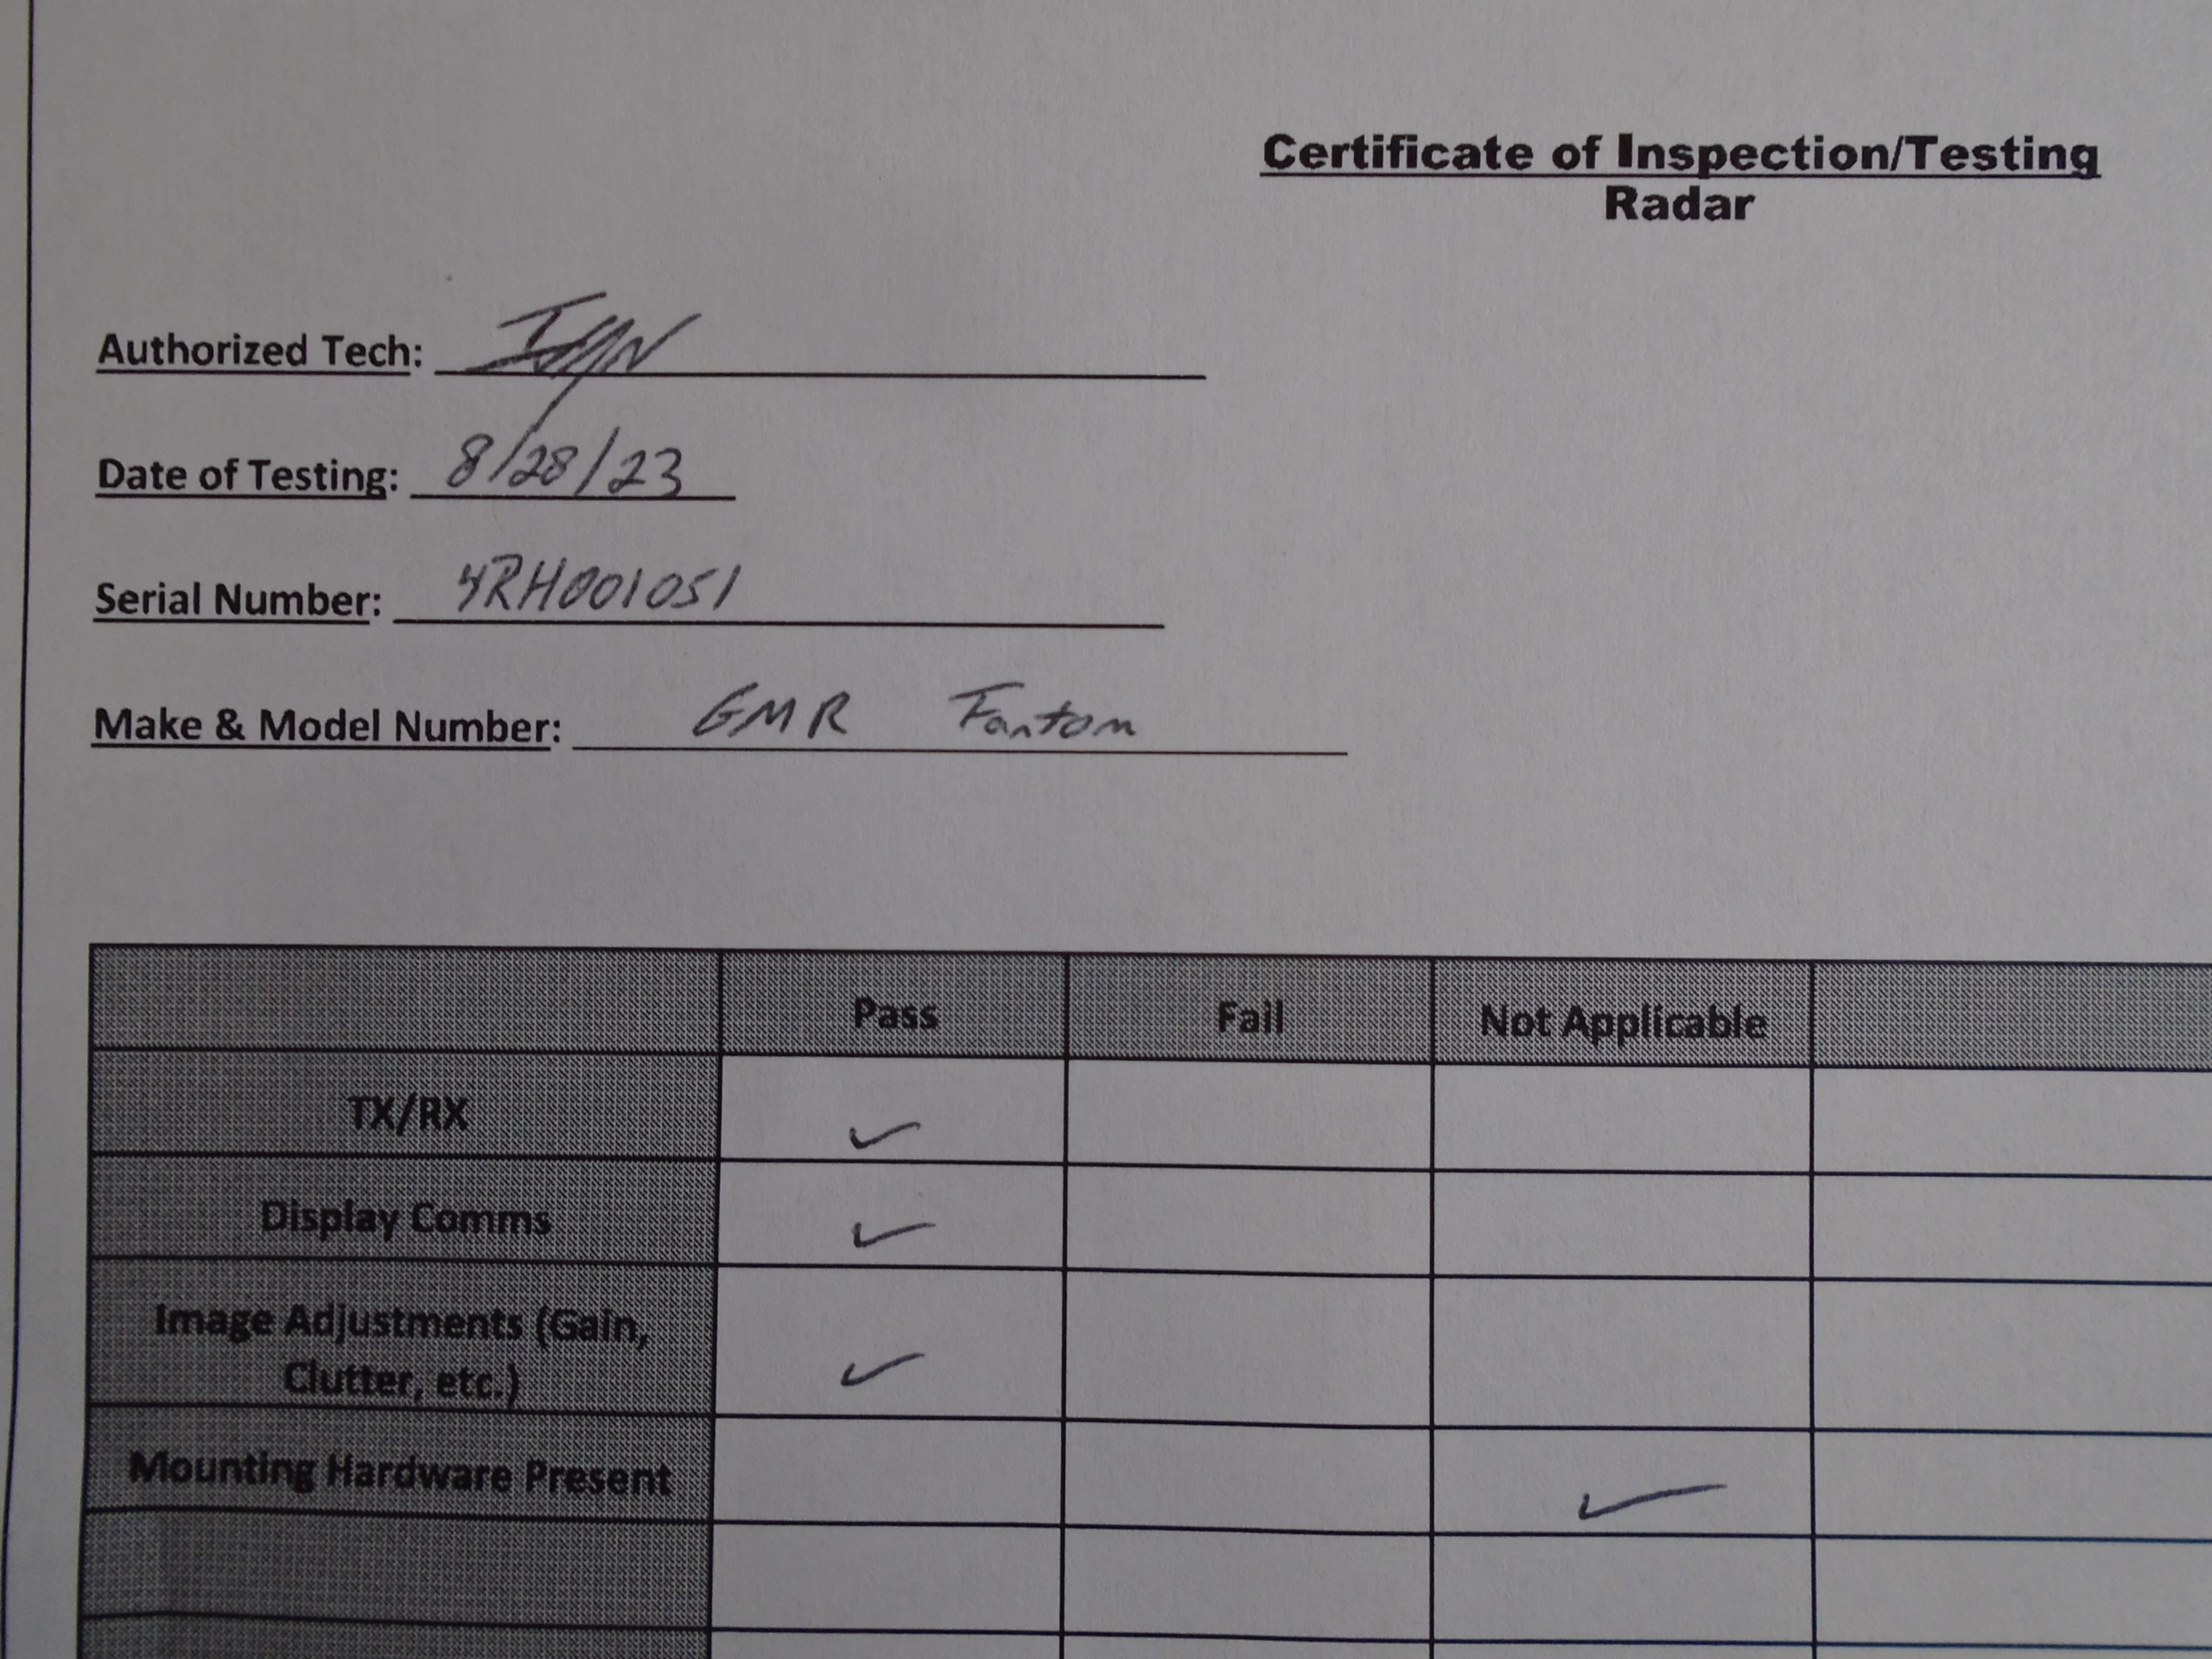 Certificate of Inspection/Testing
Radar
Authorized Tech:
Date of Testing: 8/28/23
Serial Number: 4RH001051
Make & Model Number: GMR Fantom
Pass Fail Not Applicable
TX/RX ✓
Display Comms ✓
Image Adjustments (Gain,
Clutter, etc.) ✓
Mounting Hardware Present ✓